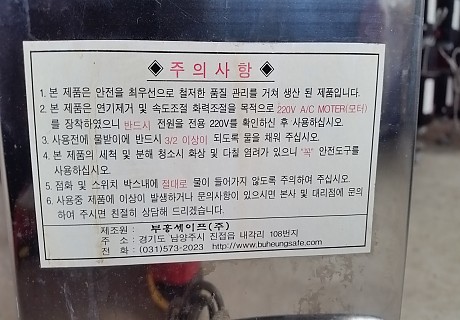 ◈ 주의사항 ◈
1. 본 제품은 안전을 최우선으로 철저한 품질 관리를 거쳐 생산 된 제품입니다.
2. 본 제품은 연기제거 및 속도조절 화력조절을 목적으로 220V A/C MOTER(모터)
를 장착하였으니 반드시 전원을 전용 220V를 확인하신 후 사용하십시오.
3. 사용전에 물받이에 반드시 3/2 이상이 되도록 물을 채워 주십시오.
4. 본 제품의 세척 및 분해 청소시 화상 및 다칠 염려가 있으니 "꼭" 안전도구를
사용하십시오.
5. 점화 및 스위치 박스내에 절대로 물이 들어가지 않도록 주의하여 주십시오.
6. 사용중 제품에 이상이 발생하거나 문의사항이 있으시면 본사 및 대리점에 문의
하여 주시면 친절히 상담해 드리겠습니다.
제조원 : 부흥세이프(주)
주 소 : 경기도 남양주시 진접읍 내각리 108번지
전 화 : (031)573-2023 http://www.buheungsafe.com